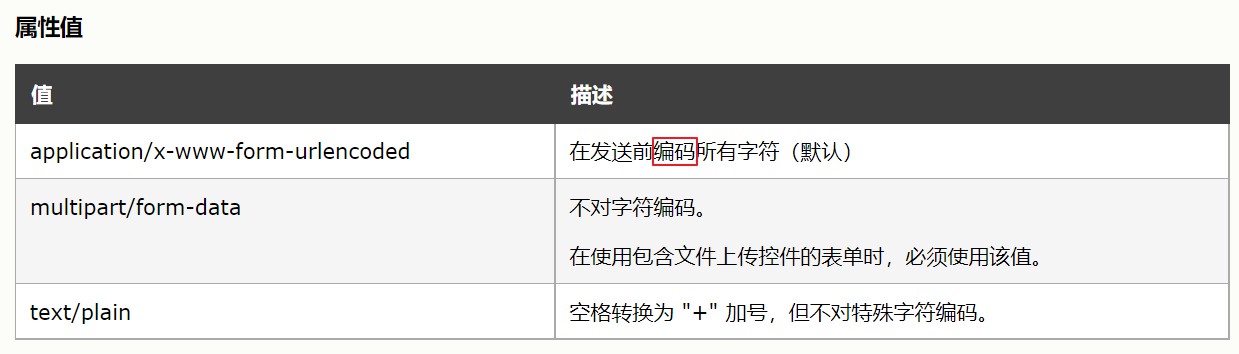 属性值
值 描述
application/x-www-form-urlencoded 在发送前编码所有字符（默认）
multipart/form-data 不对字符编码。
在使用包含文件上传控件的表单时，必须使用该值。
text/plain 空格转换为 "+" 加号，但不对特殊字符编码。